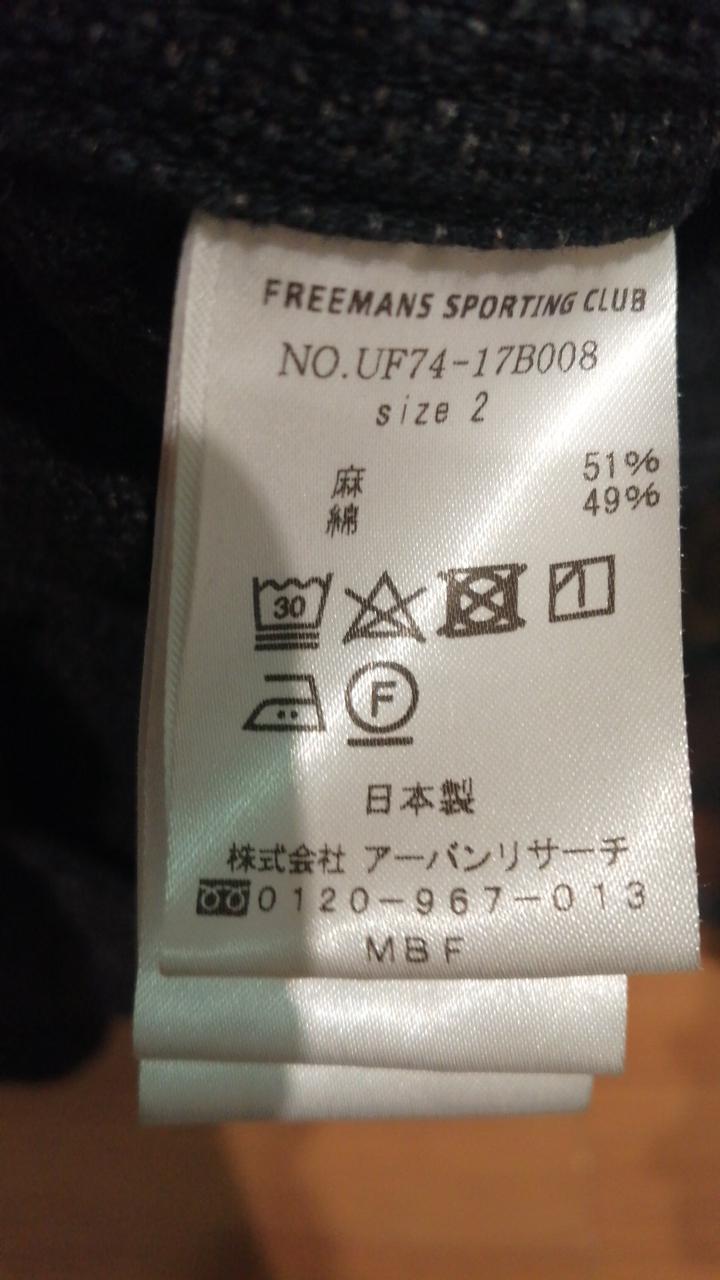 FREEMANS SPORTING CLUB
NO.UF74-17B008
size 2
麻 51%
綿 49%
30
F
日本製
株式会社 アーバンリサーチ
0120-967-013
MBF